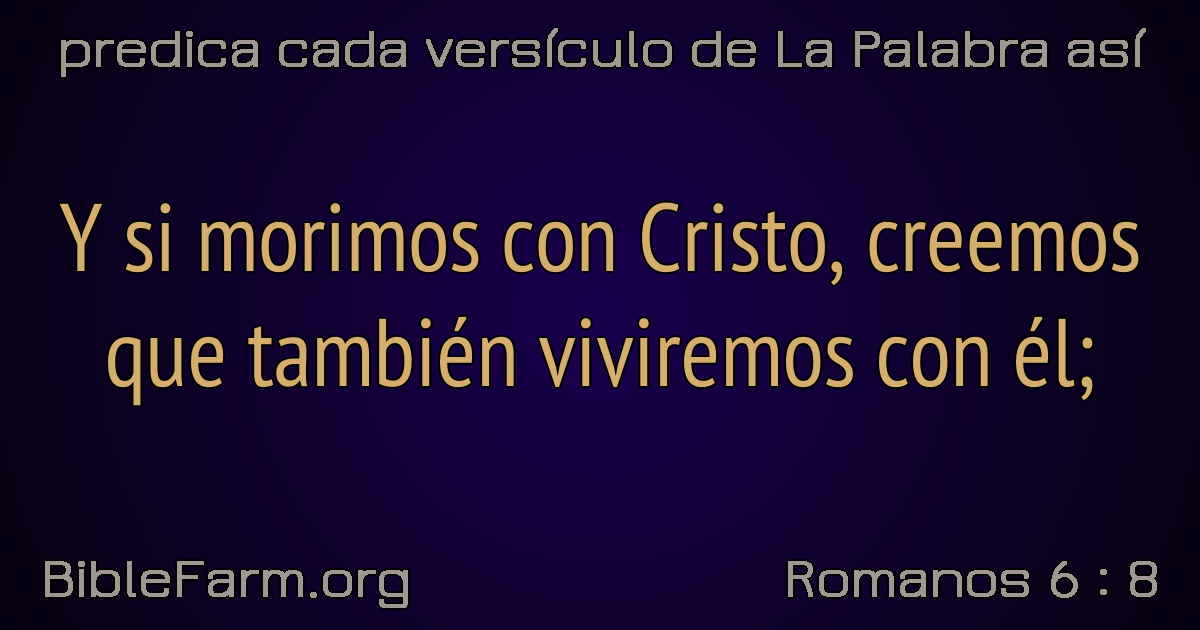 predica cada versículo de La Palabra así
Y si morimos con Cristo, creemos
que también viviremos con él;
BibleFarm.org
Romanos 6 : 8